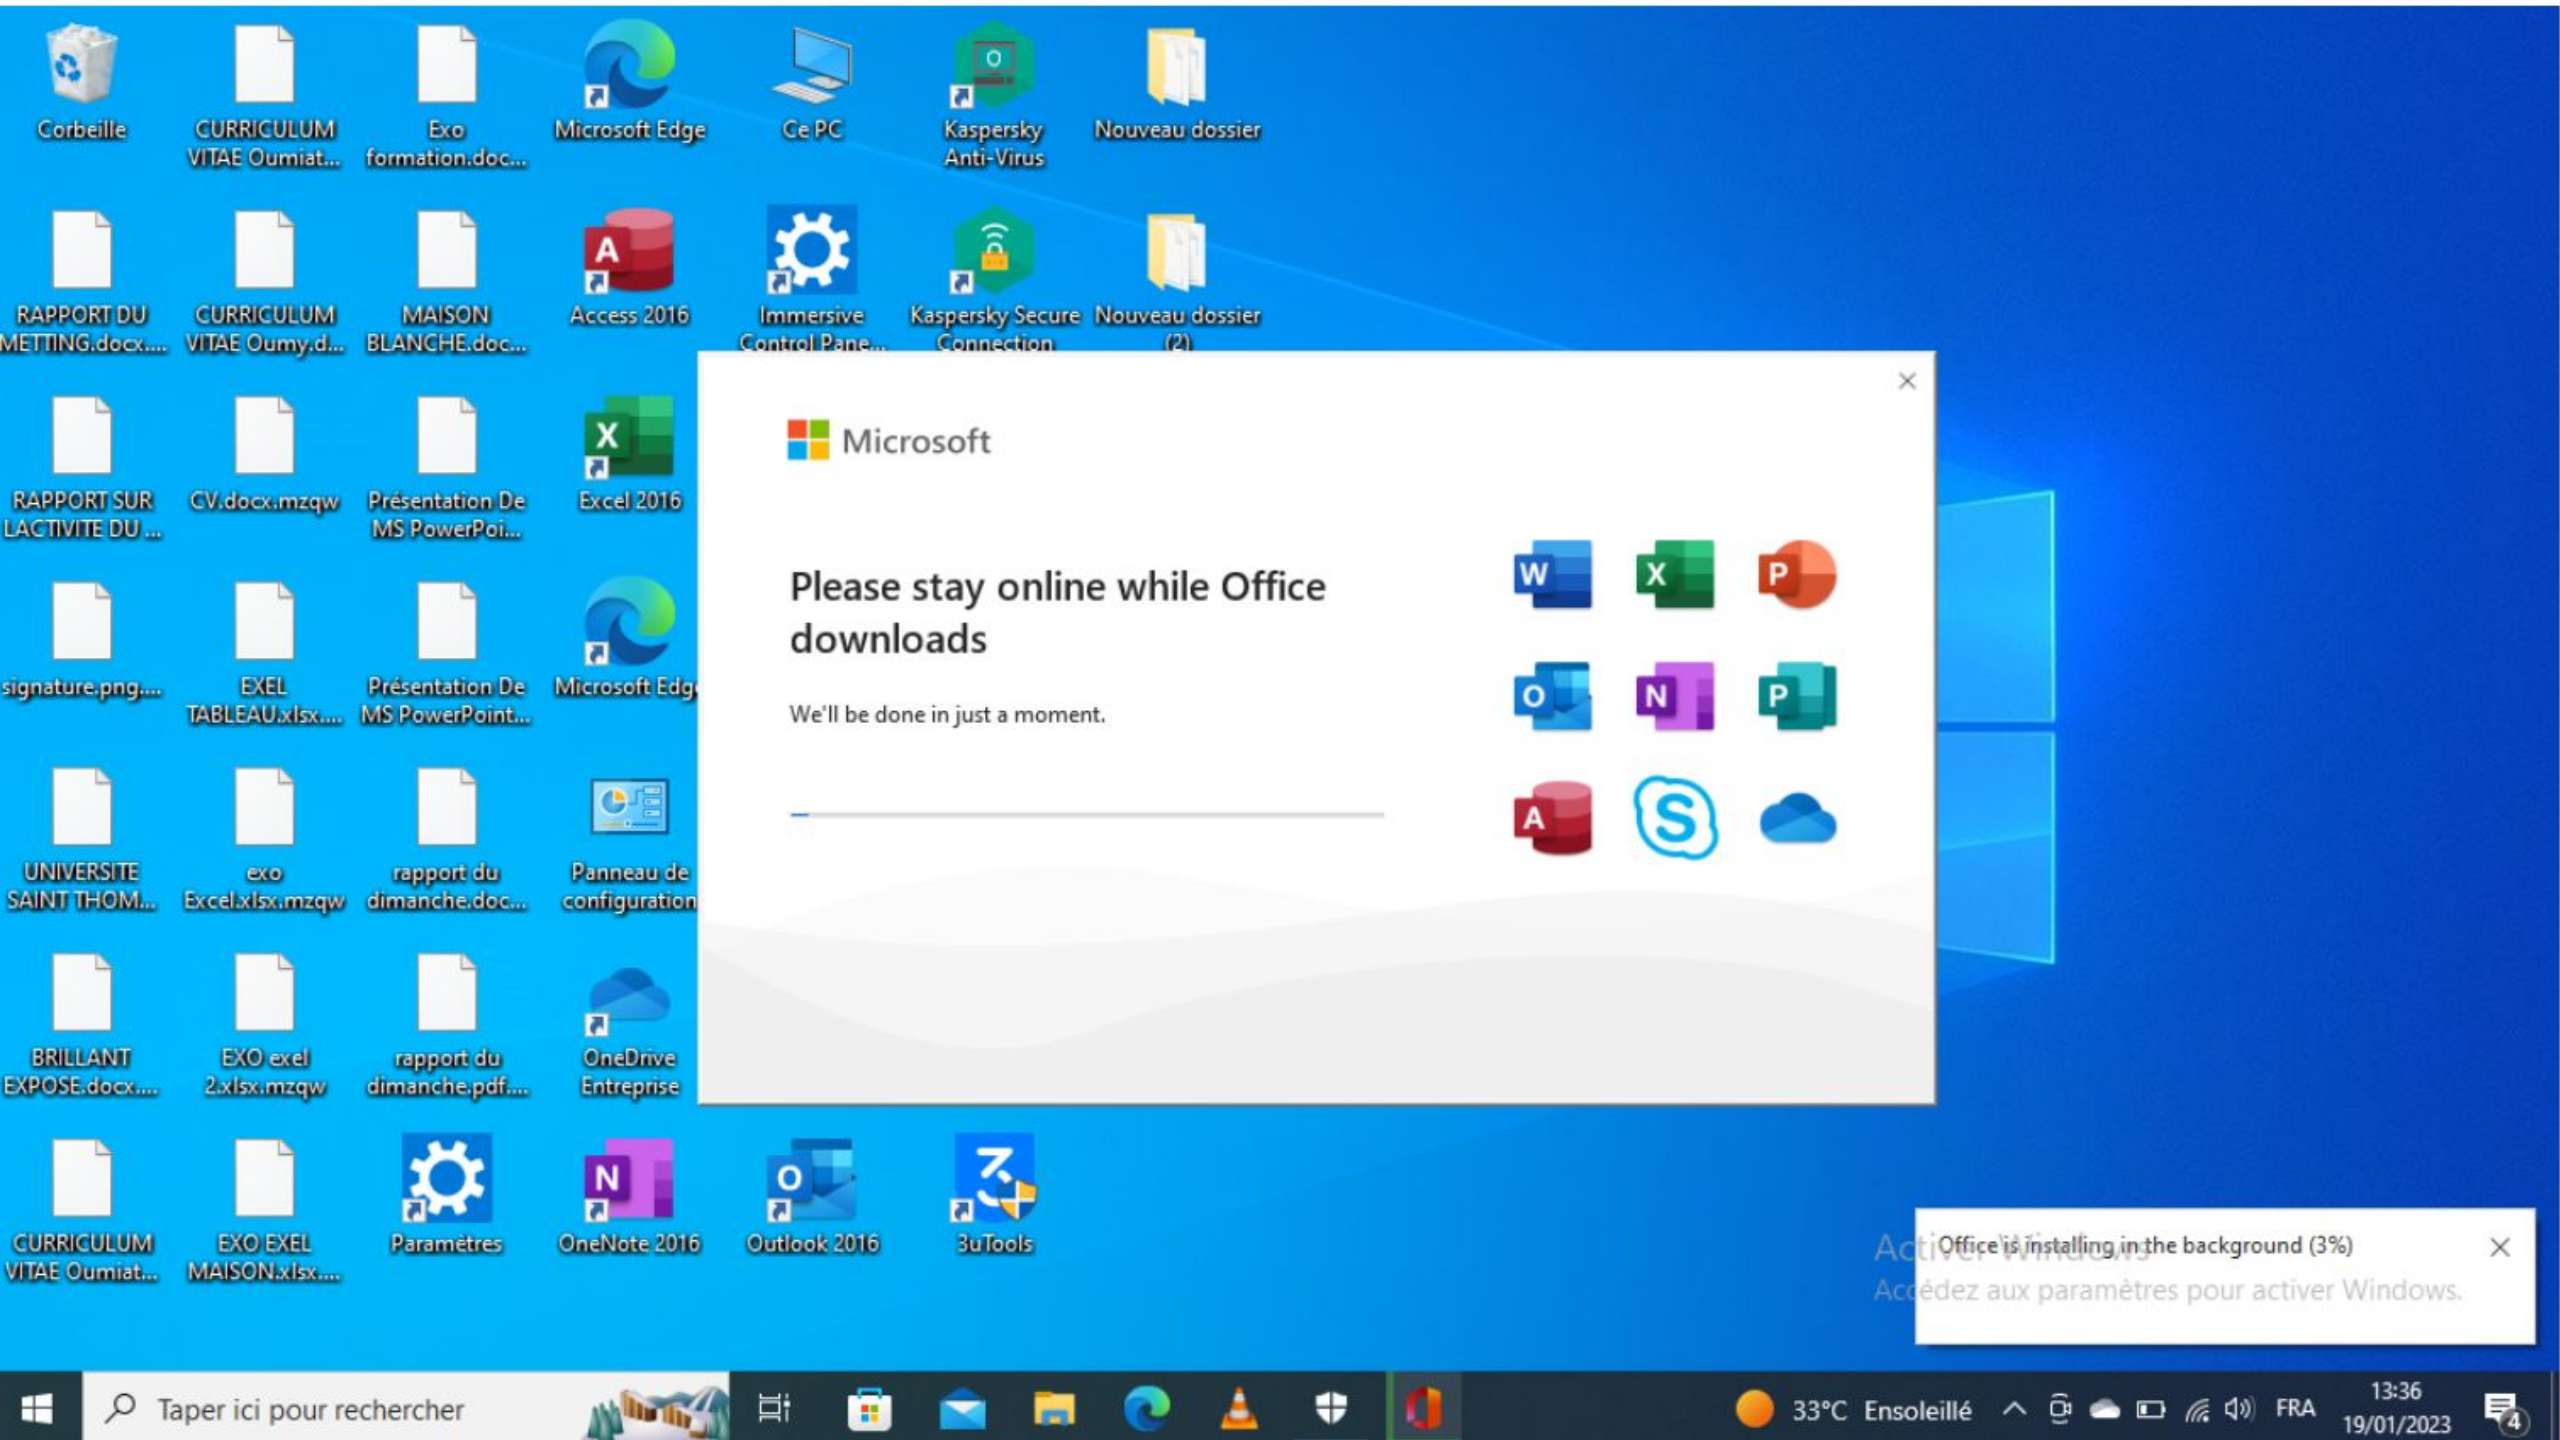 Corbeille
CURRICULUM
VITAE Oumiat...
Exo
formation.doc...
Microsoft Edge
Ce PC
Kaspersky
Anti-Virus
Nouveau dossier
RAPPORT DU
METTING.docx....
CURRICULUM
VITAE Oumy.d...
MAISON
BLANCHE.doc...
Access 2016
Immersive
Control Pane...
Kaspersky Secure
Connection
Nouveau dossier
(2)
RAPPORT SUR
LACTIVITE DU ...
CV.docx.mzqw
Présentation De
MS PowerPoi...
Excel 2016
signature.png....
EXEL
TABLEAU.xlsx....
Présentation De
MS PowerPoint...
Microsoft Edg
UNIVERSITE
SAINT THOM...
exo
Excel.xlsx.mzqw
rapport du
dimanche.doc...
Panneau de
configuration
BRILLANT
EXPOSE.docx....
EXO exel
2.xlsx.mzqw
rapport du
dimanche.pdf....
OneDrive
Entreprise
CURRICULUM
VITAE Oumiat...
EXO EXEL
MAISON.xlsx....
Paramètres
OneNote 2016
Outlook 2016
3uTools
Microsoft
Please stay online while Office
downloads
We'll be done in just a moment.
Activer Windows
Accédez aux paramètres pour activer Windows.
Office is installing in the background (3%)
Taper ici pour rechercher
33°C Ensoleillé
FRA
13:36
19/01/2023
4